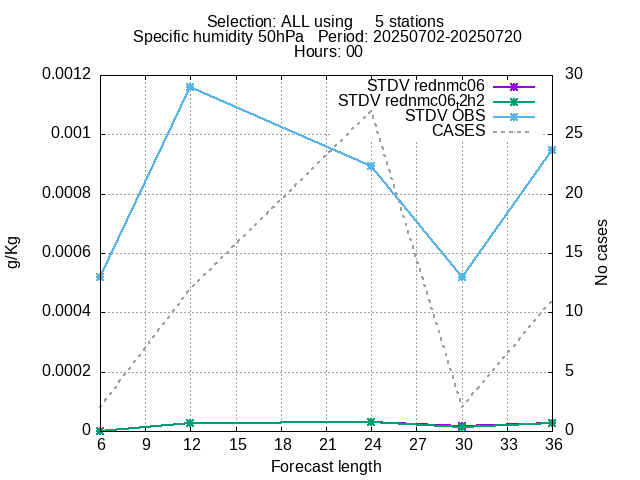 Selection: ALL using     5 stations
Specific humidity 50hPa   Period: 20250702-20250720
Hours: 00
0.0012
0.001
0.0008
0.0006
0.0004
0.0002
0
g/Kg
STDV rednmc06
STDV rednmc06,2h2
STDV OBS
CASES
30
25
20
15
10
5
0
No cases
6 9 12 15 18 21 24 27 30 33 36
Forecast length